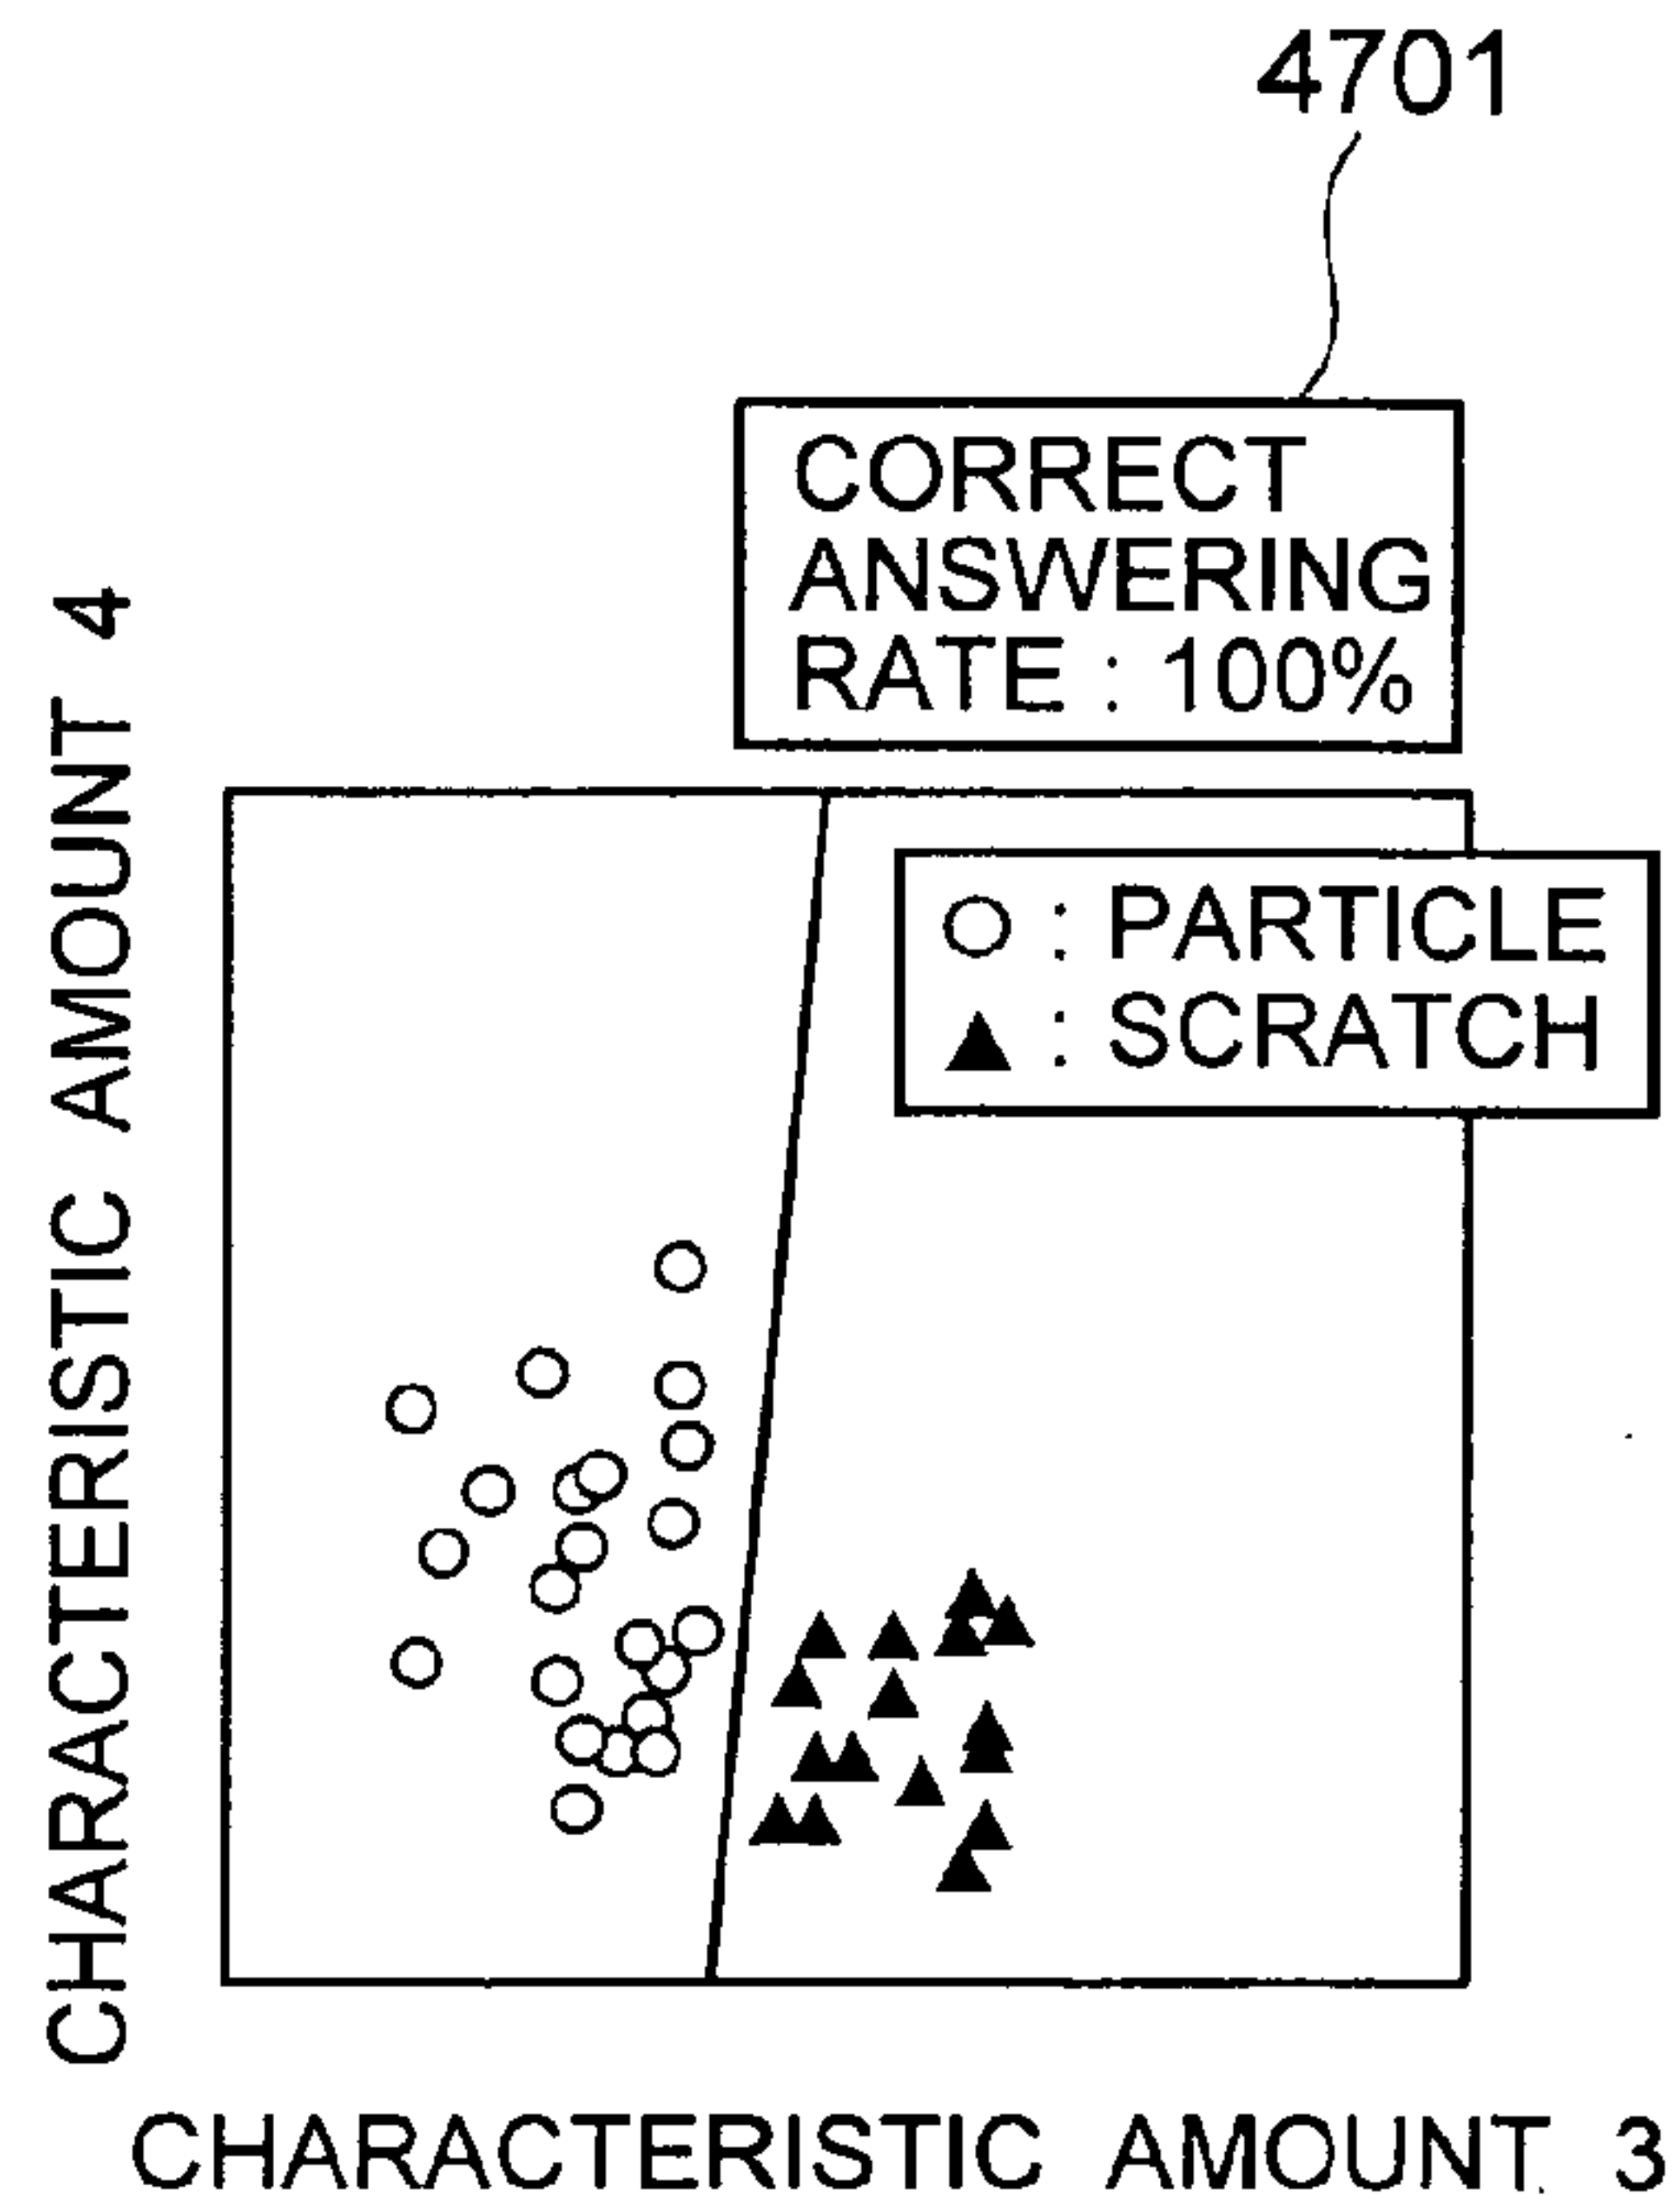 4701
CORRECT
ANSWERING
RATE : 100%
○ : PARTICLE
▲ : SCRATCH
CHARACTERISTIC AMOUNT 4
CHARACTERISTIC AMOUNT 3